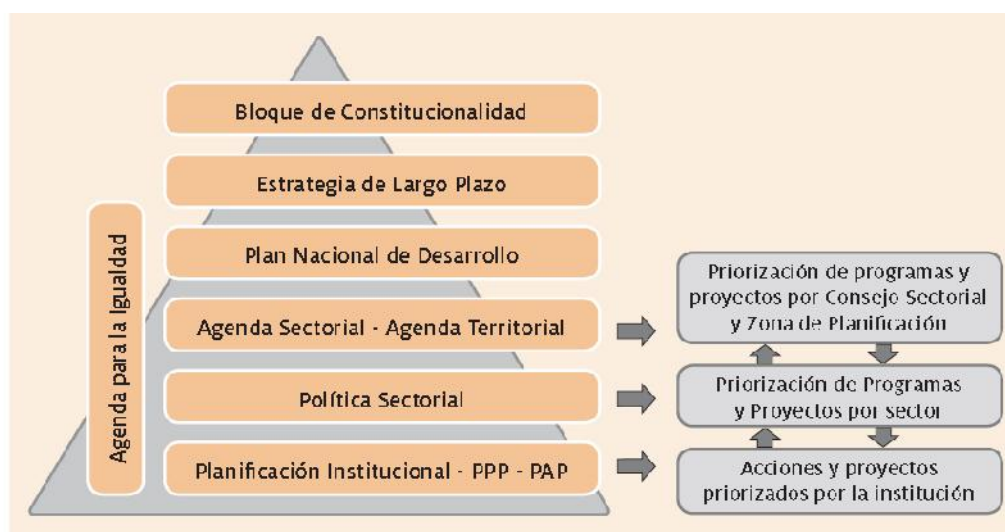 Bloque de Constitucionalidad
Estrategia de Largo Plazo
Plan Nacional de Desarrollo
Agenda Sectorial - Agenda Territorial
Política Sectorial
Planificación Institucional - PPP - PAP
Agenda para la Igualdad
Priorización de programas y
proyectos por Consejo Sectorial
y Zona de Planificación
Priorización de Programas
y Proyectos por sector
Acciones y proyectos
priorizados por la institución